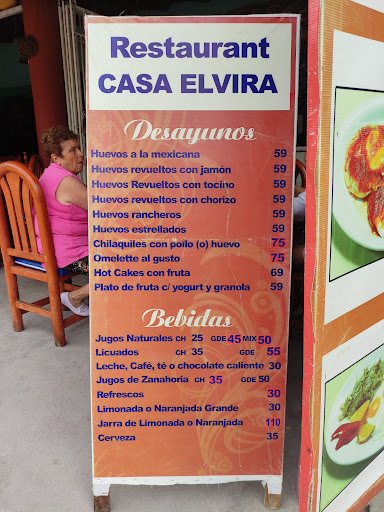 Restaurant
CASA ELVIRA
Desayunos
Huevos a la mexicana 59
Huevos revueltos con jamón 59
Huevos Revueltos con tocino 59
Huevos revueltos con chorizo 59
Huevos rancheros 59
Huevos estrellados 59
Chilaquiles con pollo (o) huevo 75
Omelette al gusto 75
Hot Cakes con fruta 69
Plato de fruta c/ yogurt y granola 59
Bebidas
Jugos Naturales CH 25 GDE 45 MIX 50
Licuados CH 35 GDE 55
Leche, Café, té o chocolate caliente 30
Jugos de Zanahoria CH 35 GDE 50
Refrescos 30
Limonada o Naranjada Grande 30
Jarra de Limonada o Naranjada 110
Cerveza 35